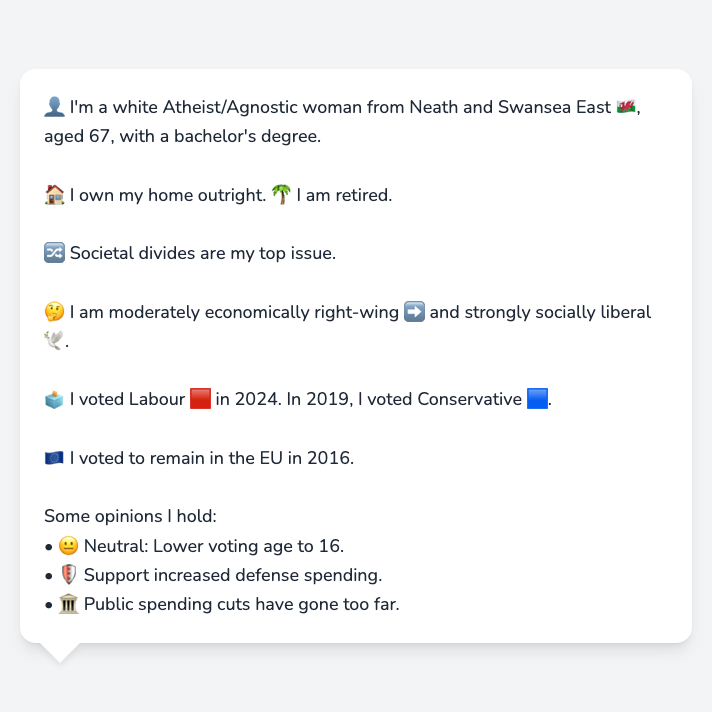 👤 I'm a white Atheist/Agnostic woman from Neath and Swansea East 🏴󠁧󠁢󠁷󠁬󠁳󠁿,
aged 67, with a bachelor's degree.
🏠 I own my home outright. 🌴 I am retired.
🔀 Societal divides are my top issue.
🤔 I am moderately economically right-wing ➡️ and strongly socially liberal
🕊️.
🗳️ I voted Labour 🟥 in 2024. In 2019, I voted Conservative 🟦.
🇪🇺 I voted to remain in the EU in 2016.
Some opinions I hold:
• 😐 Neutral: Lower voting age to 16.
• 🛡️ Support increased defense spending.
• 🏛️ Public spending cuts have gone too far.